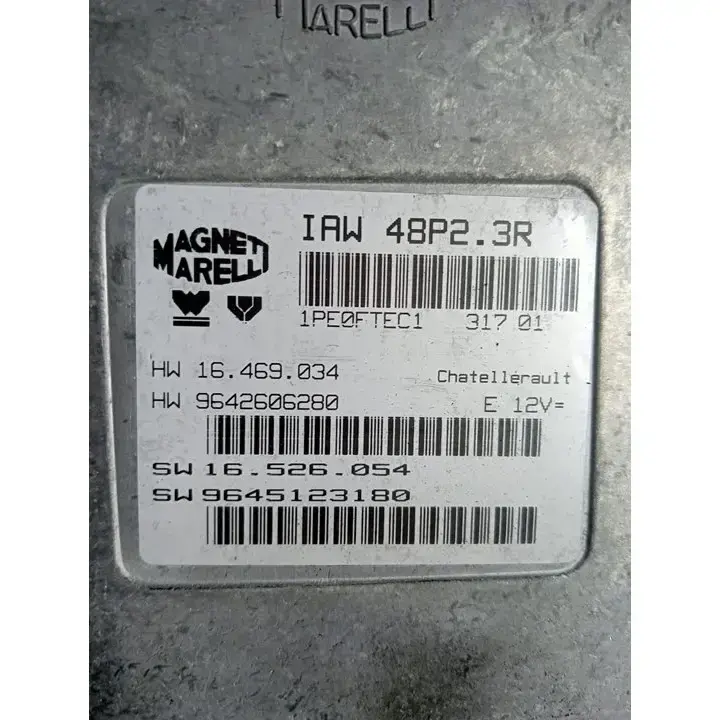 MARELLI
MAGNETI
MARELLI
IAW 48P2.3R
1PE0FTEC1 317 01
HW 16.469.034
Chatellerault
HW 9642606280
E 12V=
SW 16.526.054
SW 9645123180